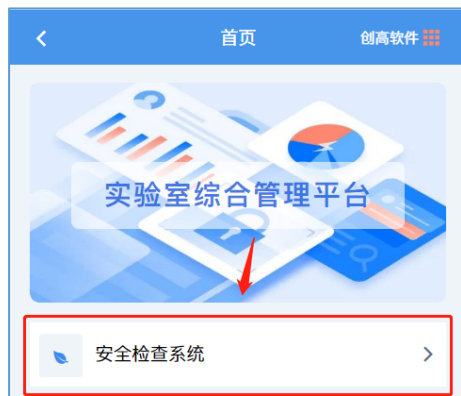 首页
创高软件
实验室综合管理平台
安全检查系统